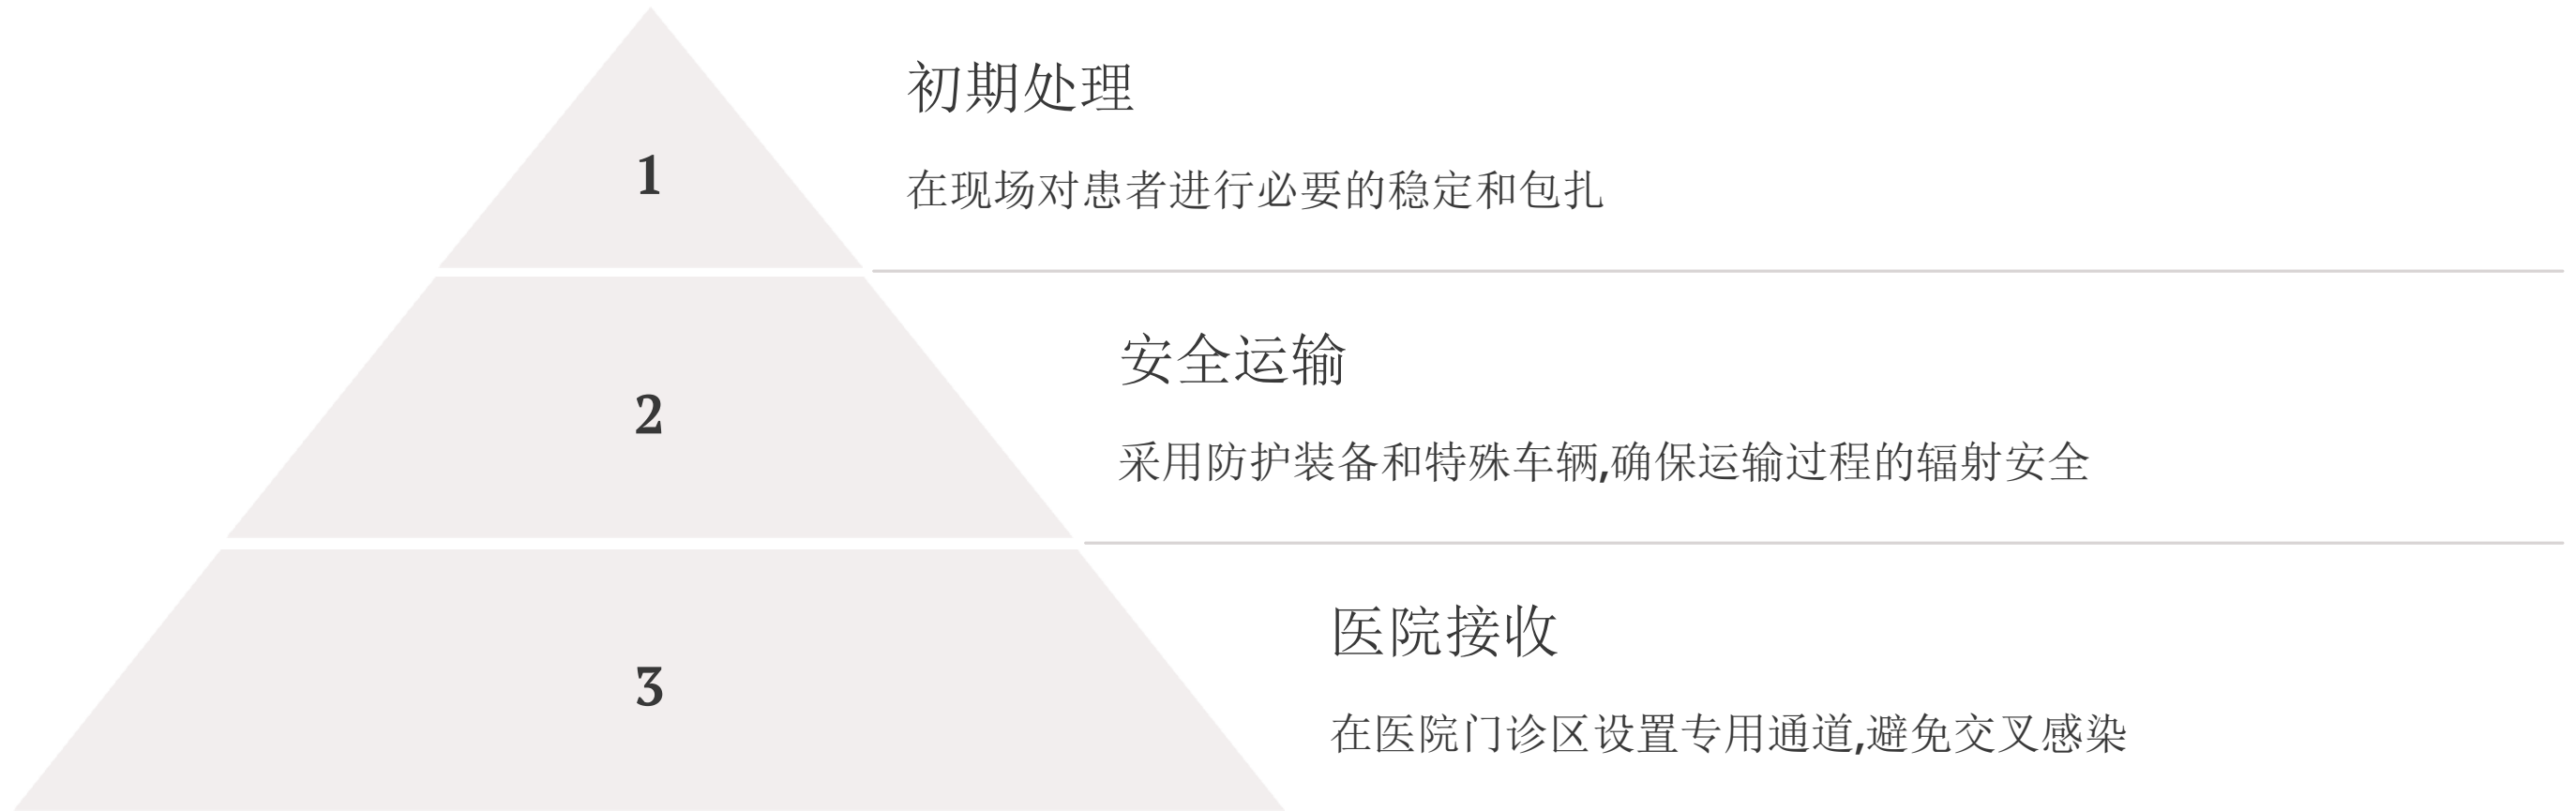 1
初期处理
在现场对患者进行必要的稳定和包扎
2
安全运输
采用防护装备和特殊车辆,确保运输过程的辐射安全
3
医院接收
在医院门诊区设置专用通道,避免交叉感染